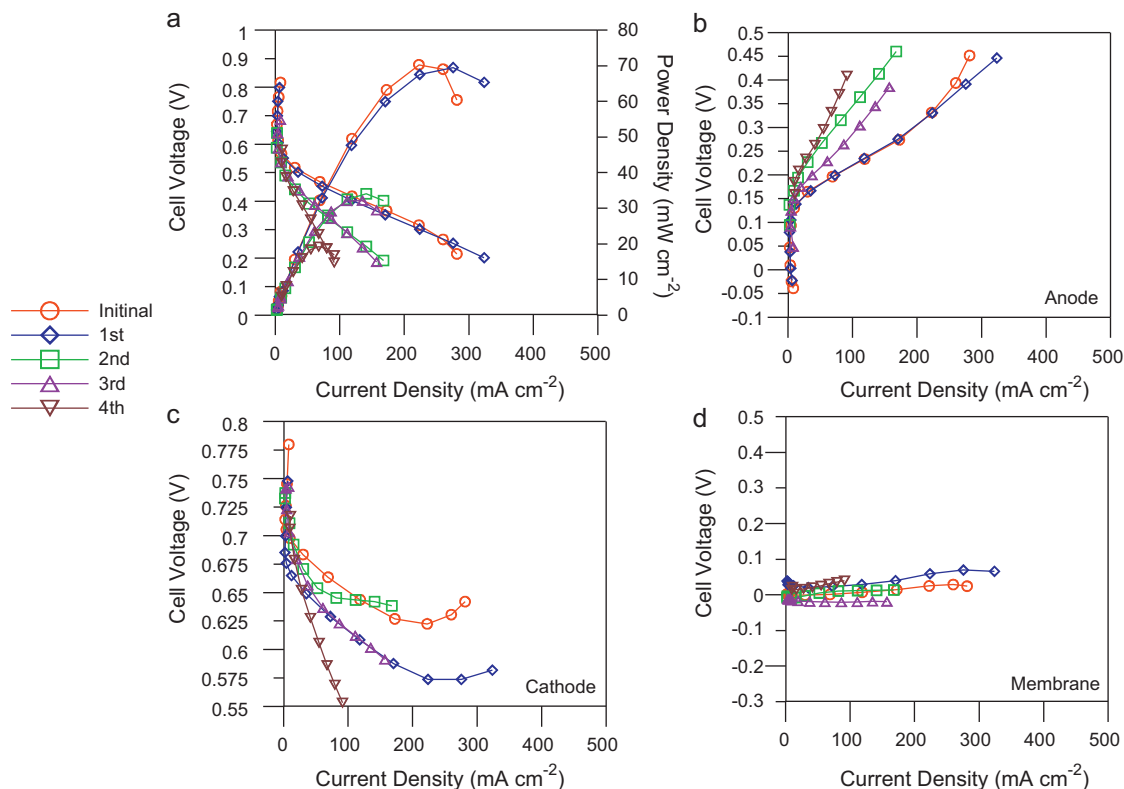 a
1
0.9
0.8
0.7
0.6
0.5
0.4
0.3
0.2
0.1
0
Cell Voltage (V)
80
70
60
50
40
30
20
10
0
Power Density (mW cm⁻²)
0 100 200 300 400 500
Current Density (mA cm⁻²)
b
0.5
0.45
0.4
0.35
0.3
0.25
0.2
0.15
0.1
0.05
0
-0.05
-0.1
Cell Voltage (V)
Anode
0 100 200 300 400 500
Current Density (mA cm⁻²)
Initinal
1st
2nd
3rd
4th
c
0.8
0.775
0.75
0.725
0.7
0.675
0.65
0.625
0.6
0.575
0.55
Cell Voltage (V)
Cathode
0 100 200 300 400 500
Current Density (mA cm⁻²)
d
0.5
0.4
0.3
0.2
0.1
0
-0.1
-0.2
-0.3
Cell Voltage (V)
Membrane
0 100 200 300 400 500
Current Density (mA cm⁻²)